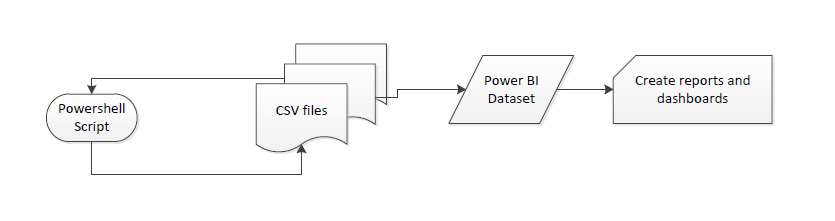 Powershell
Script
CSV files
Power BI
Dataset
Create reports and
dashboards